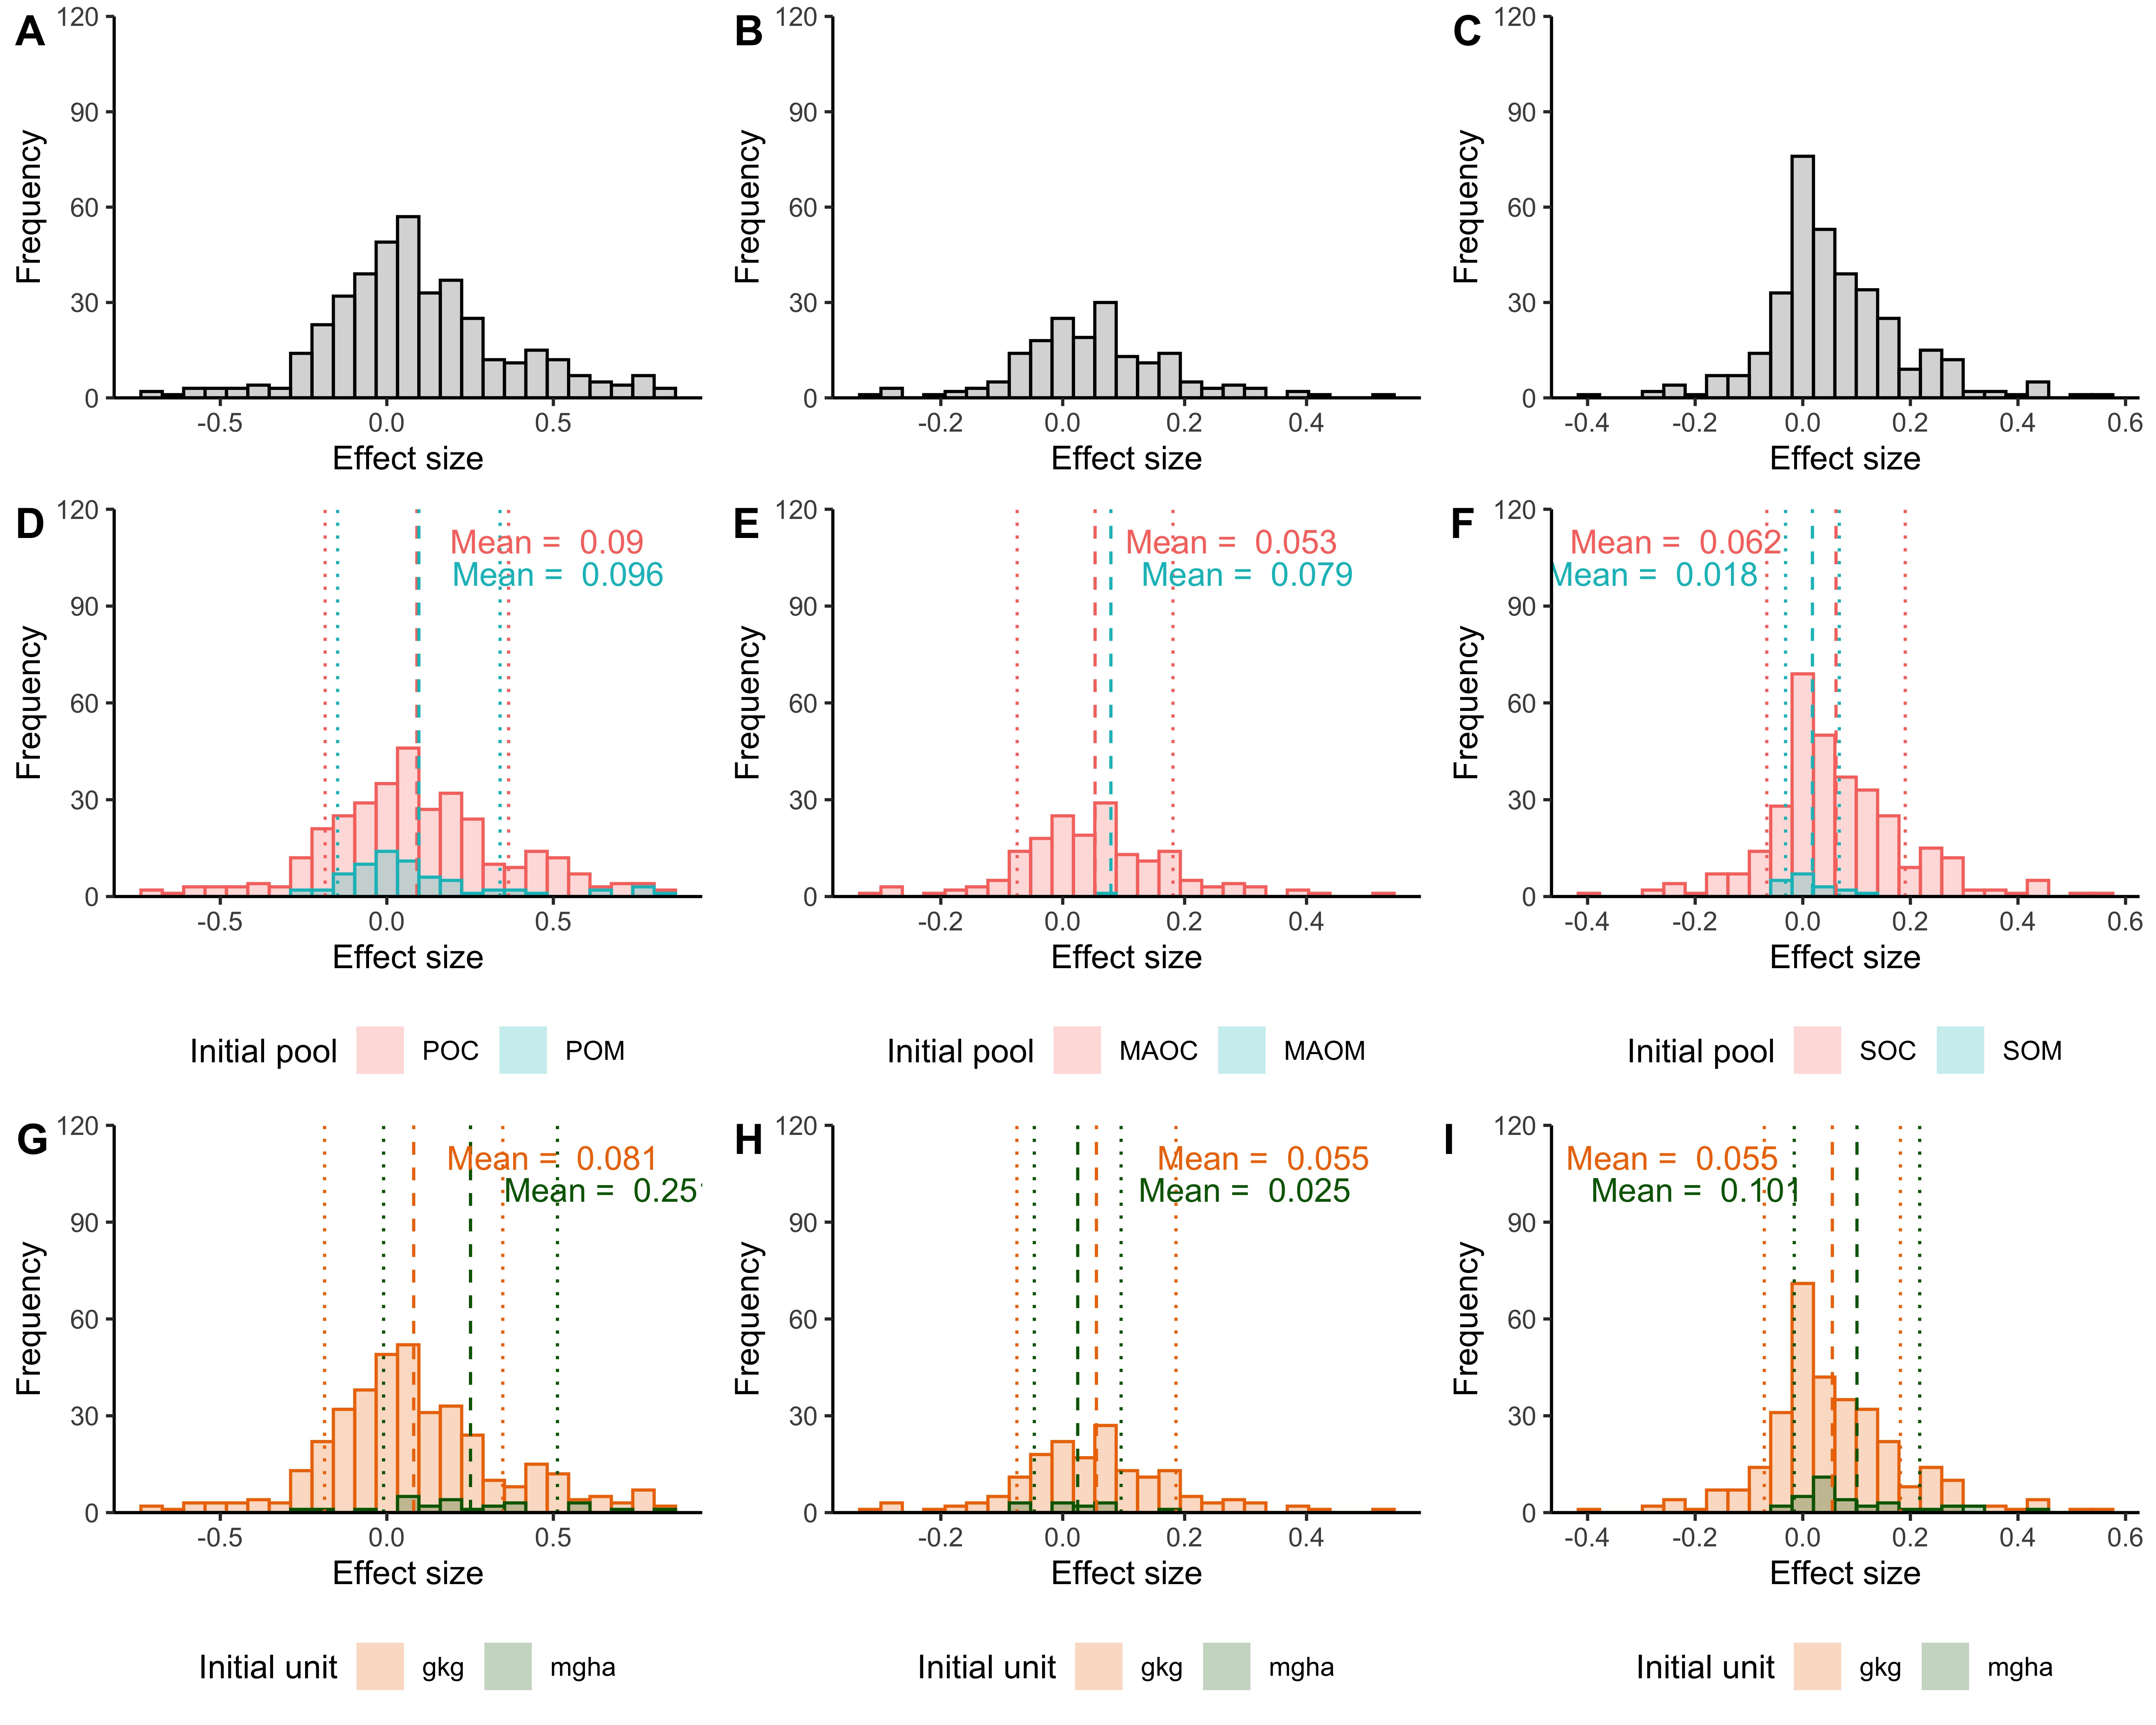 A
B
C
120
90
60
30
0
Frequency
-0.5 0.0 0.5
Effect size
120
90
60
30
0
Frequency
-0.2 0.0 0.2 0.4
Effect size
120
90
60
30
0
Frequency
-0.4 -0.2 0.0 0.2 0.4 0.6
Effect size
D
Mean = 0.09
Mean = 0.096
120
90
60
30
0
Frequency
-0.5 0.0 0.5
Effect size
Initial pool POC POM
E
Mean = 0.053
Mean = 0.079
120
90
60
30
0
Frequency
-0.2 0.0 0.2 0.4
Effect size
Initial pool MAOC MAOM
F
Mean = 0.062
Mean = 0.018
120
90
60
30
0
Frequency
-0.4 -0.2 0.0 0.2 0.4 0.6
Effect size
Initial pool SOC SOM
G
Mean = 0.081
Mean = 0.251
120
90
60
30
0
Frequency
-0.5 0.0 0.5
Effect size
Initial unit gkg mgha
H
Mean = 0.055
Mean = 0.025
120
90
60
30
0
Frequency
-0.2 0.0 0.2 0.4
Effect size
Initial unit gkg mgha
I
Mean = 0.055
Mean = 0.101
120
90
60
30
0
Frequency
-0.4 -0.2 0.0 0.2 0.4 0.6
Effect size
Initial unit gkg mgha